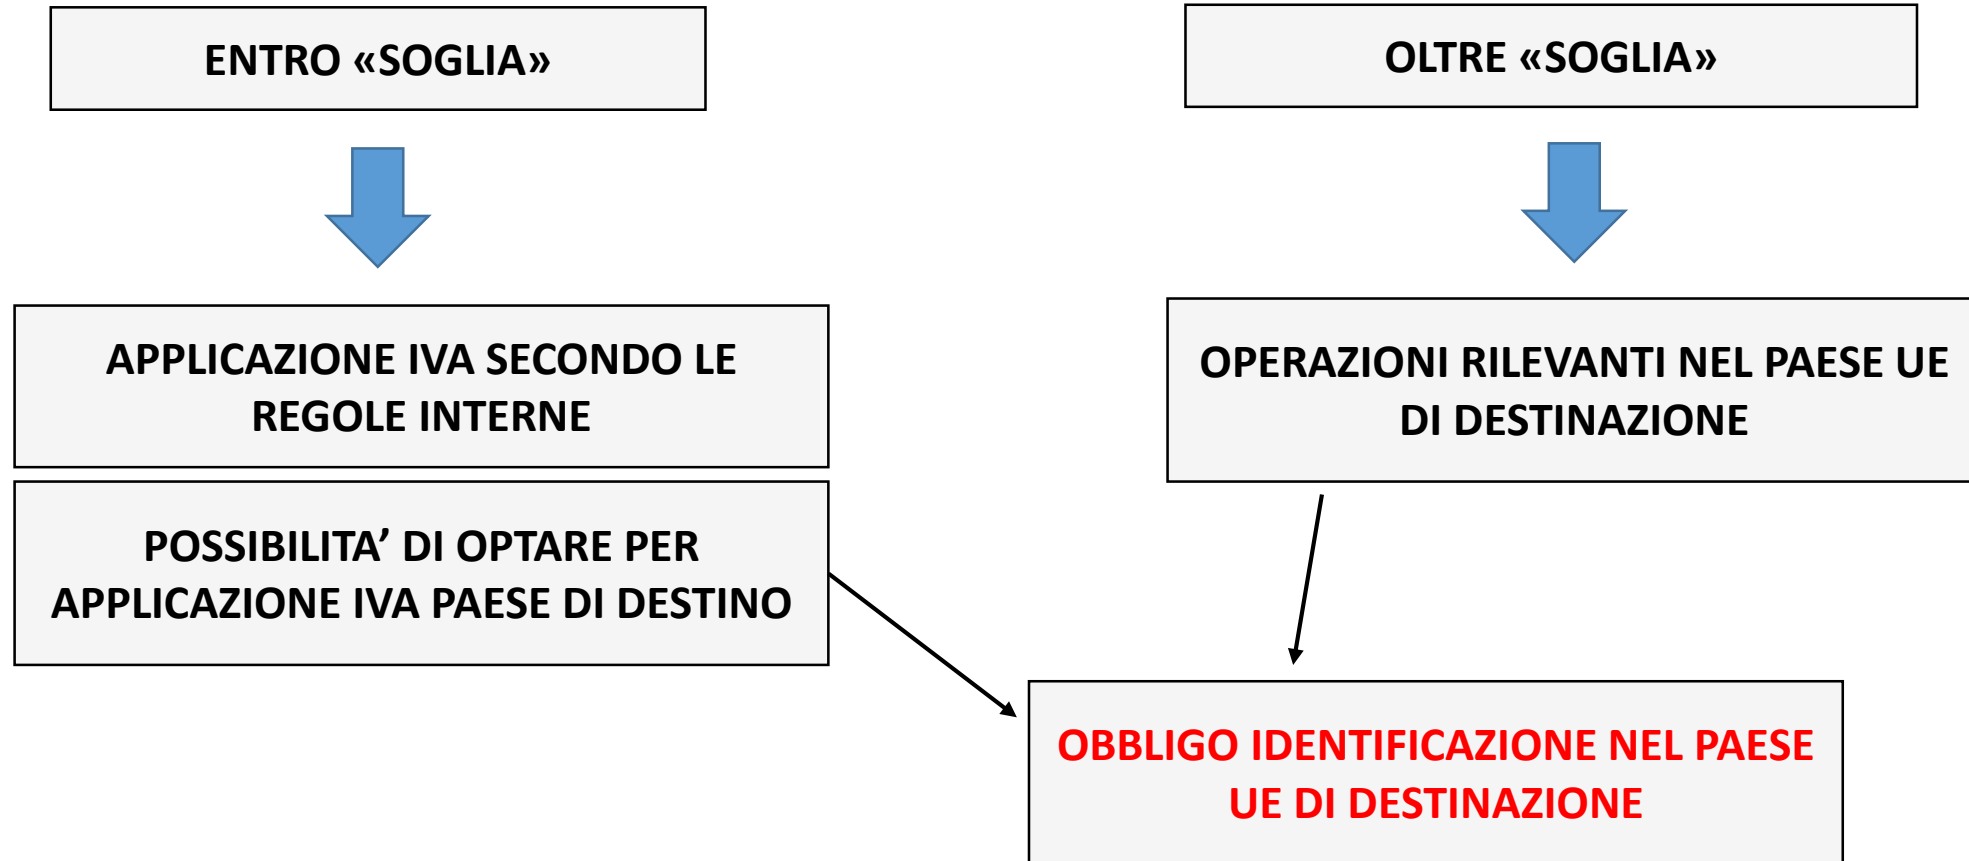 ENTRO «SOGLIA»
APPLICAZIONE IVA SECONDO LE
REGOLE INTERNE
POSSIBILITA’ DI OPTARE PER
APPLICAZIONE IVA PAESE DI DESTINO
OLTRE «SOGLIA»
OPERAZIONI RILEVANTI NEL PAESE UE
DI DESTINAZIONE
OBBLIGO IDENTIFICAZIONE NEL PAESE
UE DI DESTINAZIONE